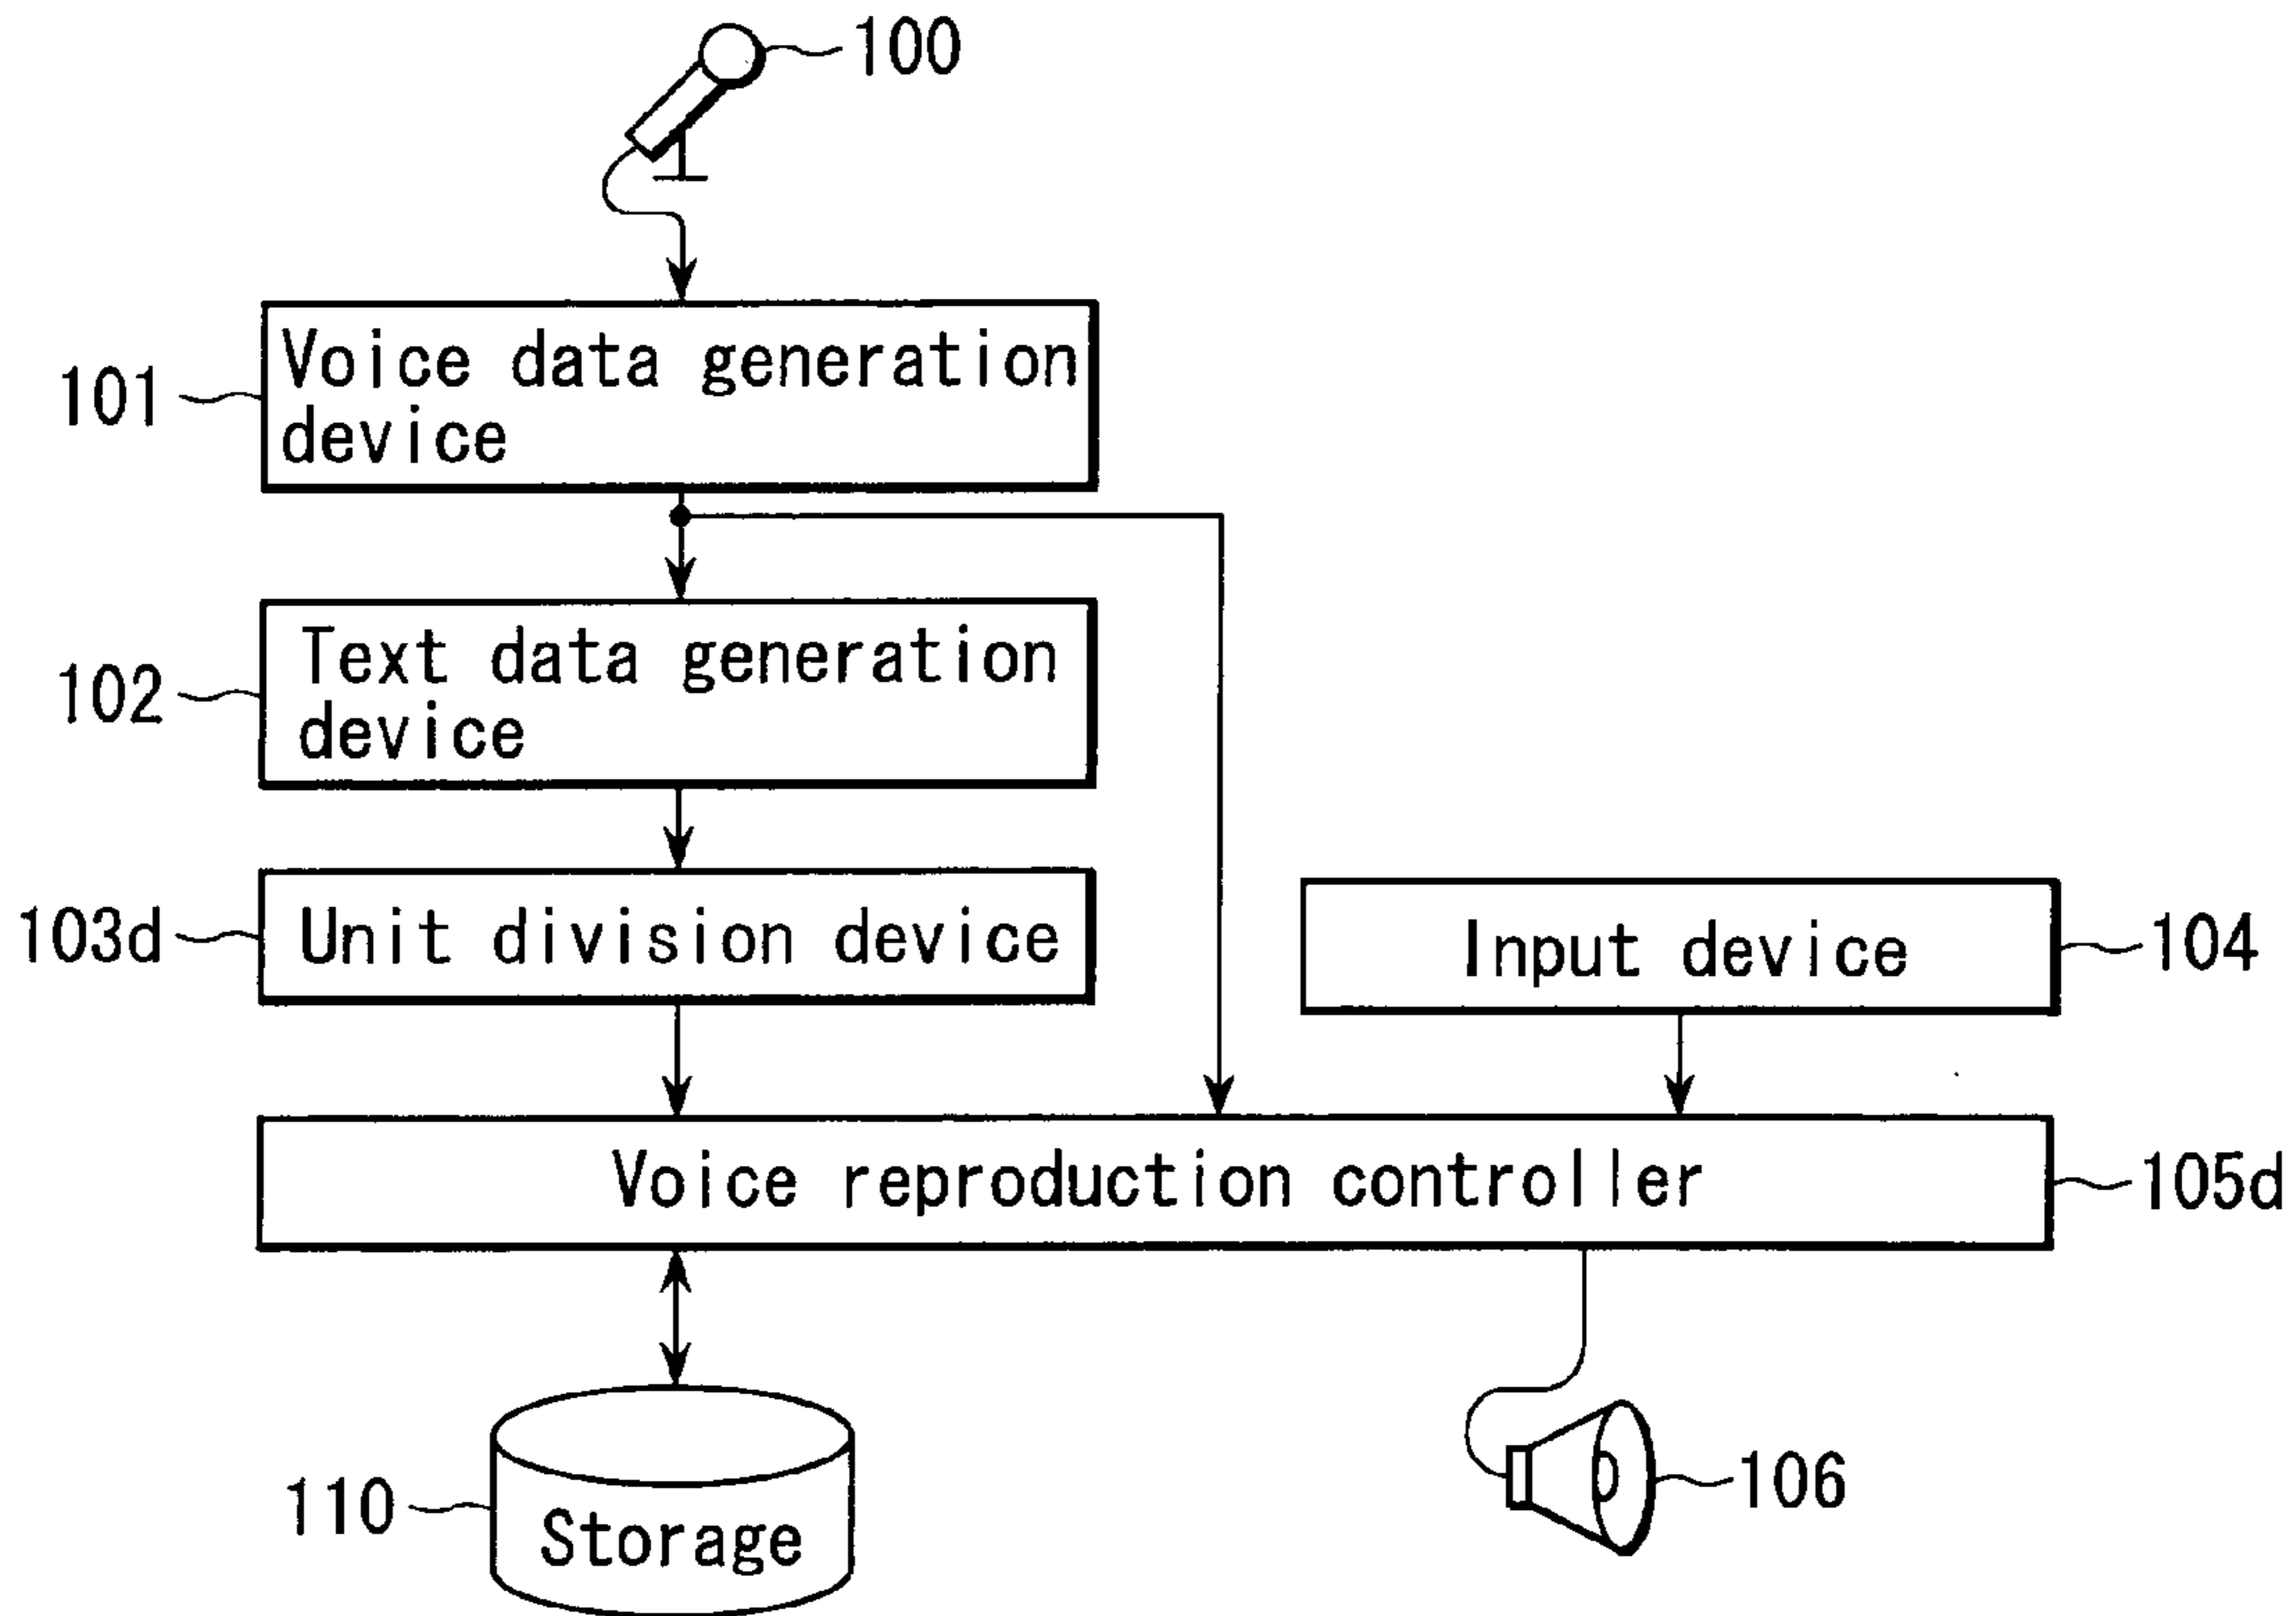 100
101
Voice data generation
device
102
Text data generation
device
103d
Unit division device
Input device
104
Voice reproduction controller
105d
110
Storage
106